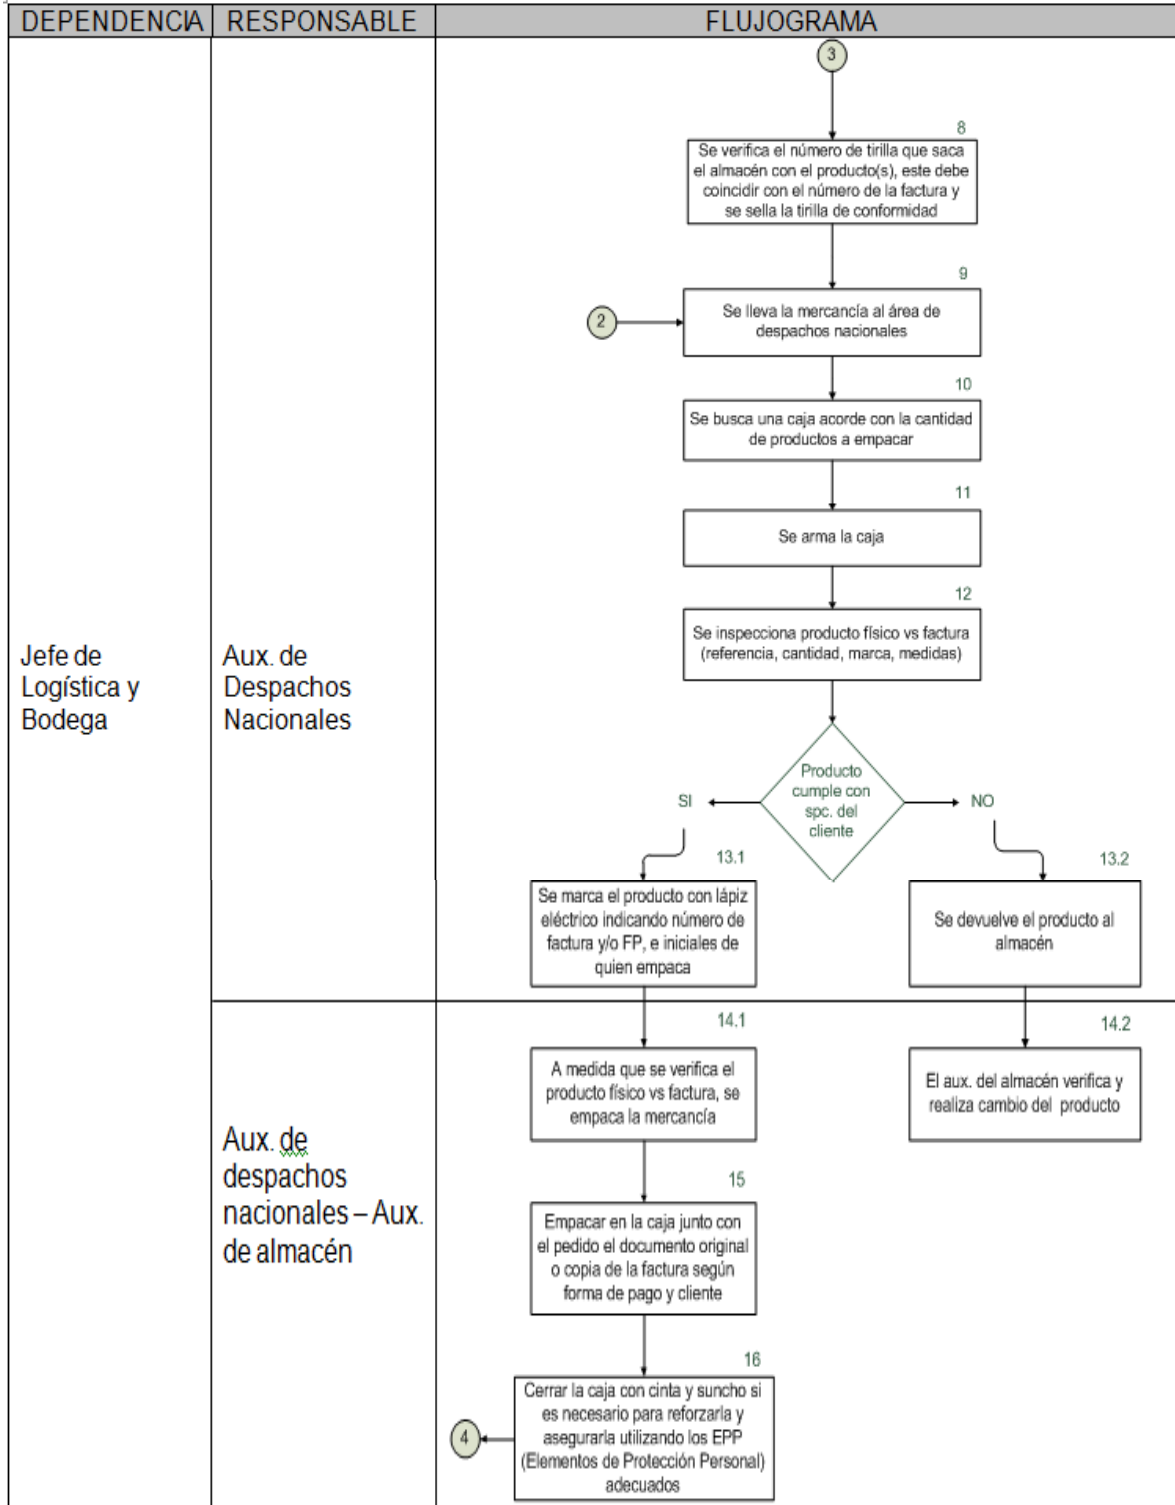 DEPENDENCIA
RESPONSABLE
FLUJOGRAMA
3
8
Se verifica el número de tirilla que saca
el almacén con el producto(s), este debe
coincidir con el número de la factura y
se sella la tirilla de conformidad
9
2
Se lleva la mercancía al área de
despachos nacionales
10
Se busca una caja acorde con la cantidad
de productos a empacar
11
Se arma la caja
12
Se inspecciona producto físico vs factura
(referencia, cantidad, marca, medidas)
Jefe de
Logística y
Bodega
Aux. de
Despachos
Nacionales
Producto
cumple con
spc. del
cliente
SI
NO
13.1
Se marca el producto con lápiz
eléctrico indicando número de
factura y/o FP, e iniciales de
quien empaca
13.2
Se devuelve el producto al
almacén
Aux. de
despachos
nacionales – Aux.
de almacén
14.1
A medida que se verifica el
producto físico vs factura, se
empaca la mercancía
14.2
El aux. del almacén verifica y
realiza cambio del producto
15
Empacar en la caja junto con
el pedido el documento original
o copia de la factura según
forma de pago y cliente
16
Cerrar la caja con cinta y suncho si
es necesario para reforzarla y
asegurarla utilizando los EPP
(Elementos de Protección Personal)
adecuados
4